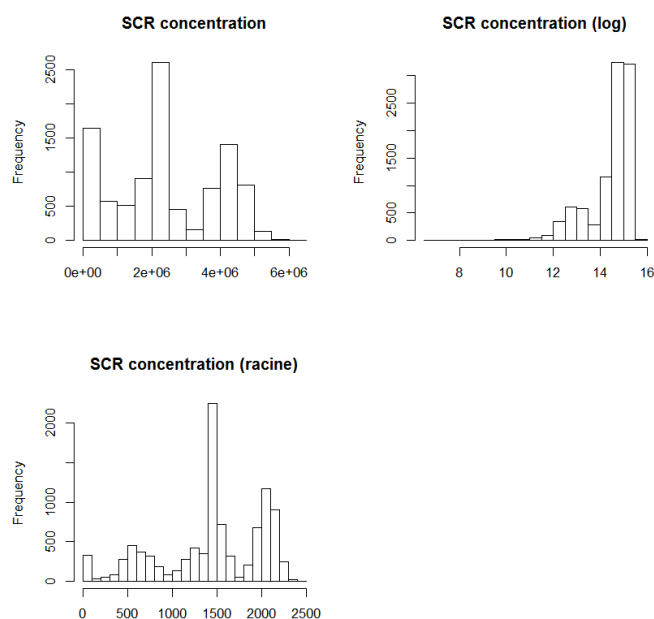 SCR concentration
SCR concentration (log)
Frequency
0 500 1500 2500
0e+00 2e+06 4e+06 6e+06
Frequency
0 500 1500 2500
8 10 12 14 16
SCR concentration (racine)
Frequency
0 500 1000 2000
0 500 1000 1500 2000 2500